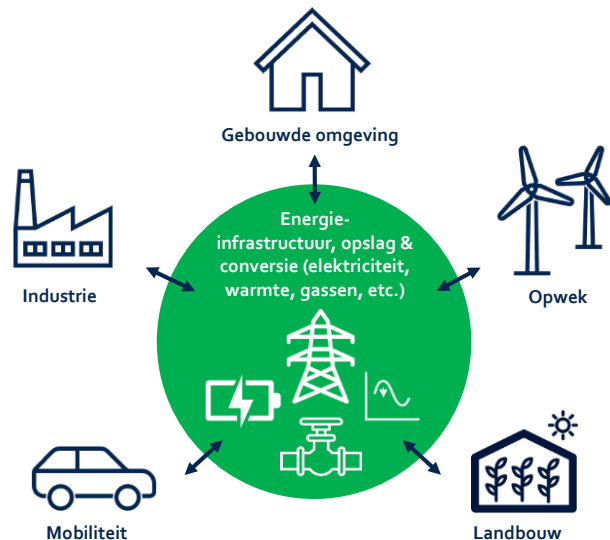 Gebouwde omgeving
Energie-
infrastructuur, opslag &
conversie (elektriciteit,
warmte, gassen, etc.)
Industrie
Opwek
Mobiliteit
Landbouw